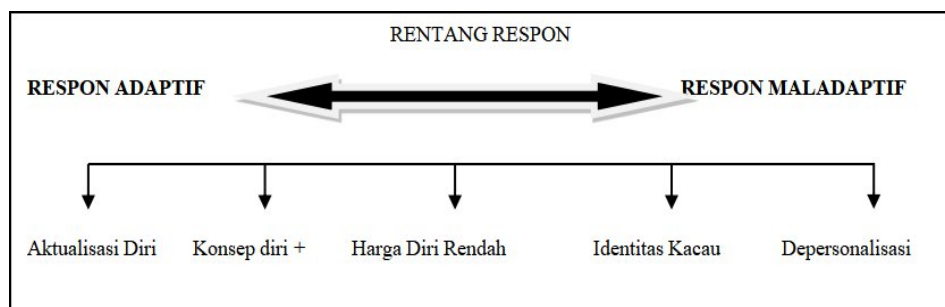 RENTANG RESPON
RESPON ADAPTIF RESPON MALADAPTIF
Aktualisasi Diri Konsep diri + Harga Diri Rendah Identitas Kacau Depersonalisasi